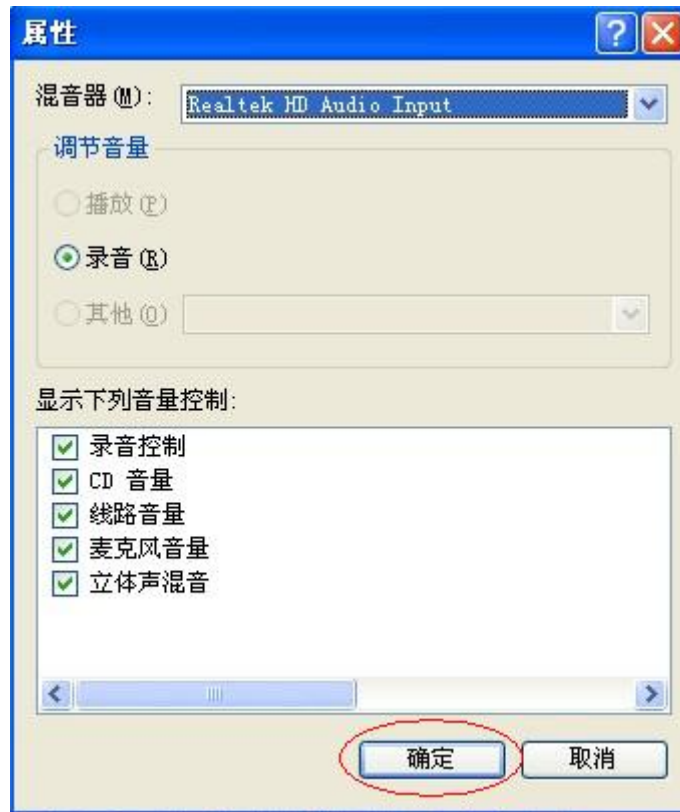 属性
混音器(M): Realtek HD Audio Input
调节音量
播放(P)
录音(R)
其他(O)
显示下列音量控制:
录音控制
CD 音量
线路音量
麦克风音量
立体声混音
确定 取消